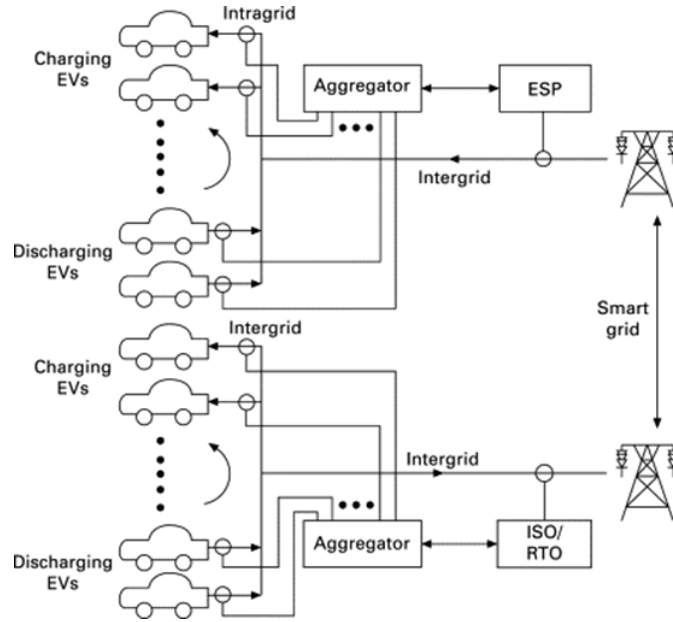 Intragrid
Charging
EVs
Aggregator
ESP
Intergrid
Discharging
EVs
Smart
grid
Intergrid
Charging
EVs
Intergrid
Aggregator
ISO/
RTO
Discharging
EVs